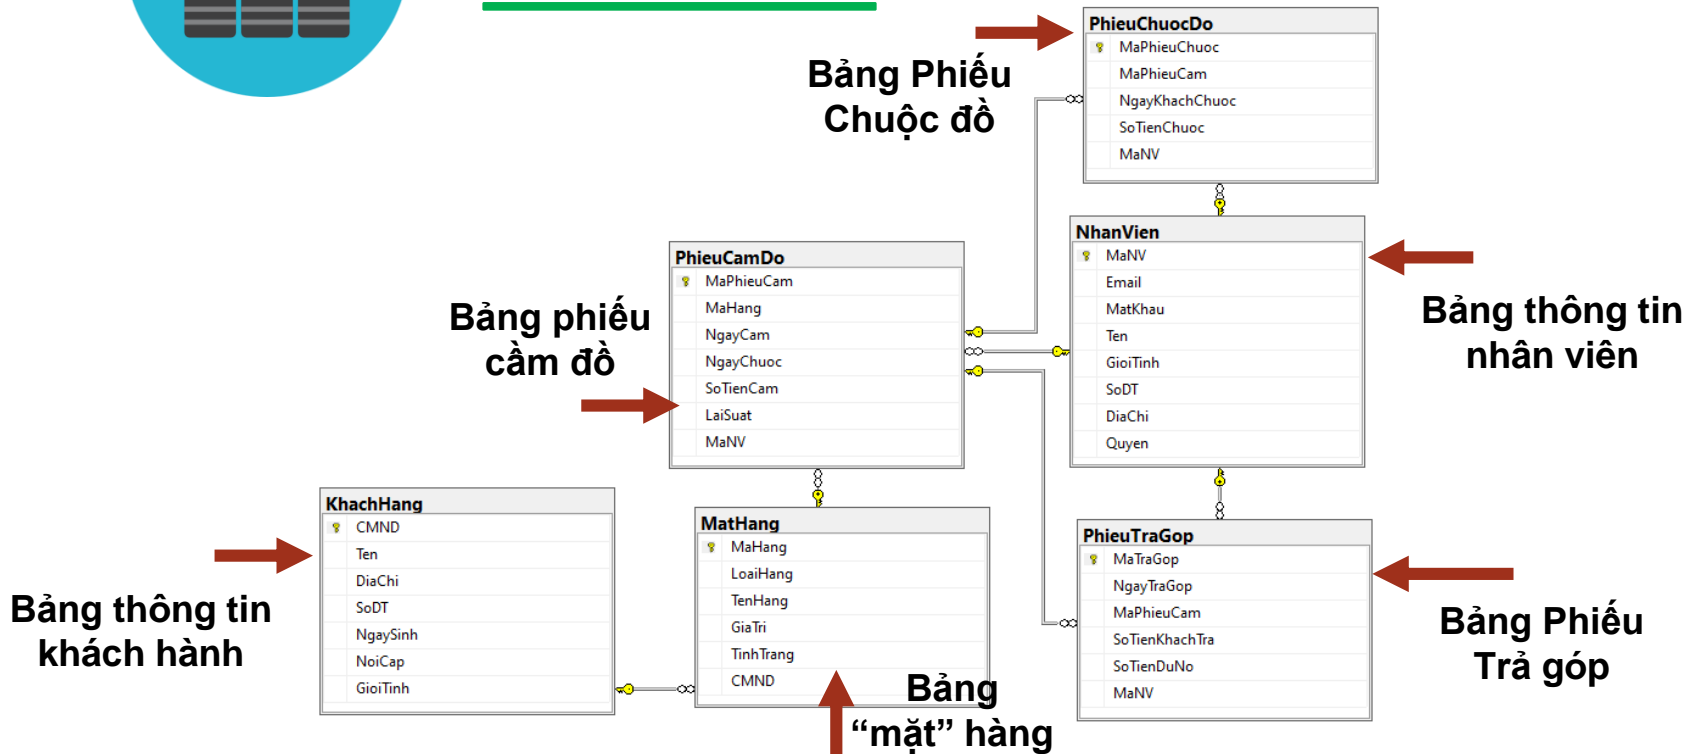 PhieuChuocDo
MaPhieuChuoc
MaPhieuCam
NgayKhachChuoc
SoTienChuoc
MaNV
Bảng Phiếu
Chuộc đồ
NhanVien
MaNV
Email
MatKhau
Ten
GioiTinh
SoDT
DiaChi
Quyen
Bảng thông tin
nhân viên
PhieuCamDo
MaPhieuCam
MaHang
NgayCam
NgayChuoc
SoTienCam
LaiSuat
MaNV
Bảng phiếu
cầm đồ
KhachHang
CMND
Ten
DiaChi
SoDT
NgaySinh
NoiCap
GioiTinh
Bảng thông tin
khách hành
MatHang
MaHang
LoaiHang
TenHang
GiaTri
TinhTrang
CMND
Bảng
“mặt” hàng
PhieuTraGop
MaTraGop
NgayTraGop
MaPhieuCam
SoTienKhachTra
SoTienDuNo
MaNV
Bảng Phiếu
Trả góp